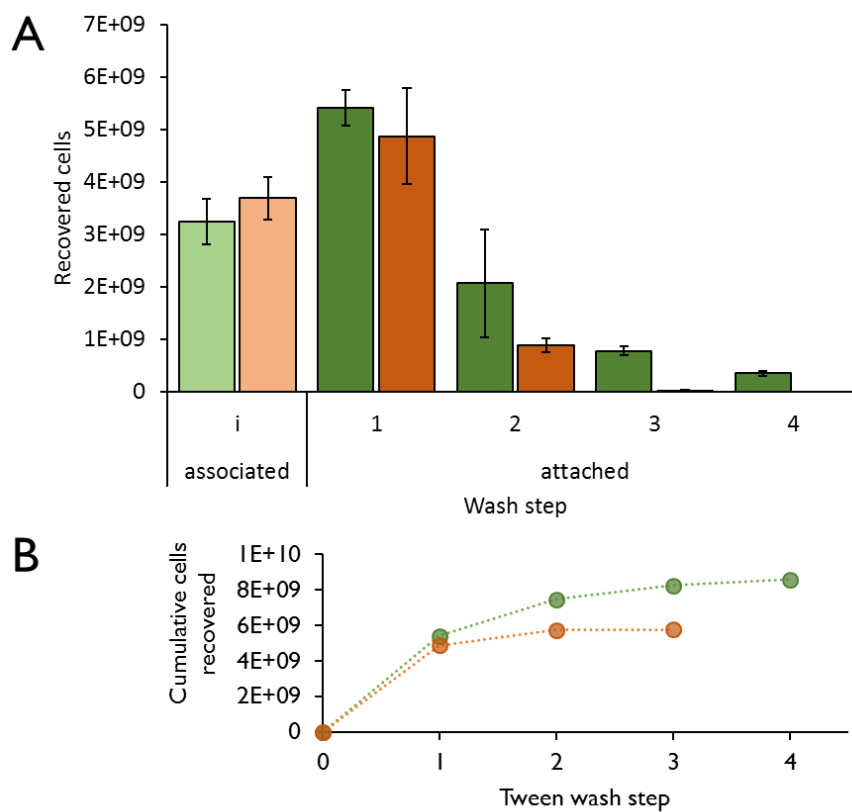 A
Recovered cells
7E+09
6E+09
5E+09
4E+09
3E+09
2E+09
1E+09
0
i 1 2 3 4
associated attached
Wash step
B
Cumulative cells
recovered
1E+10
8E+09
6E+09
4E+09
2E+09
0
0 1 2 3 4
Tween wash step